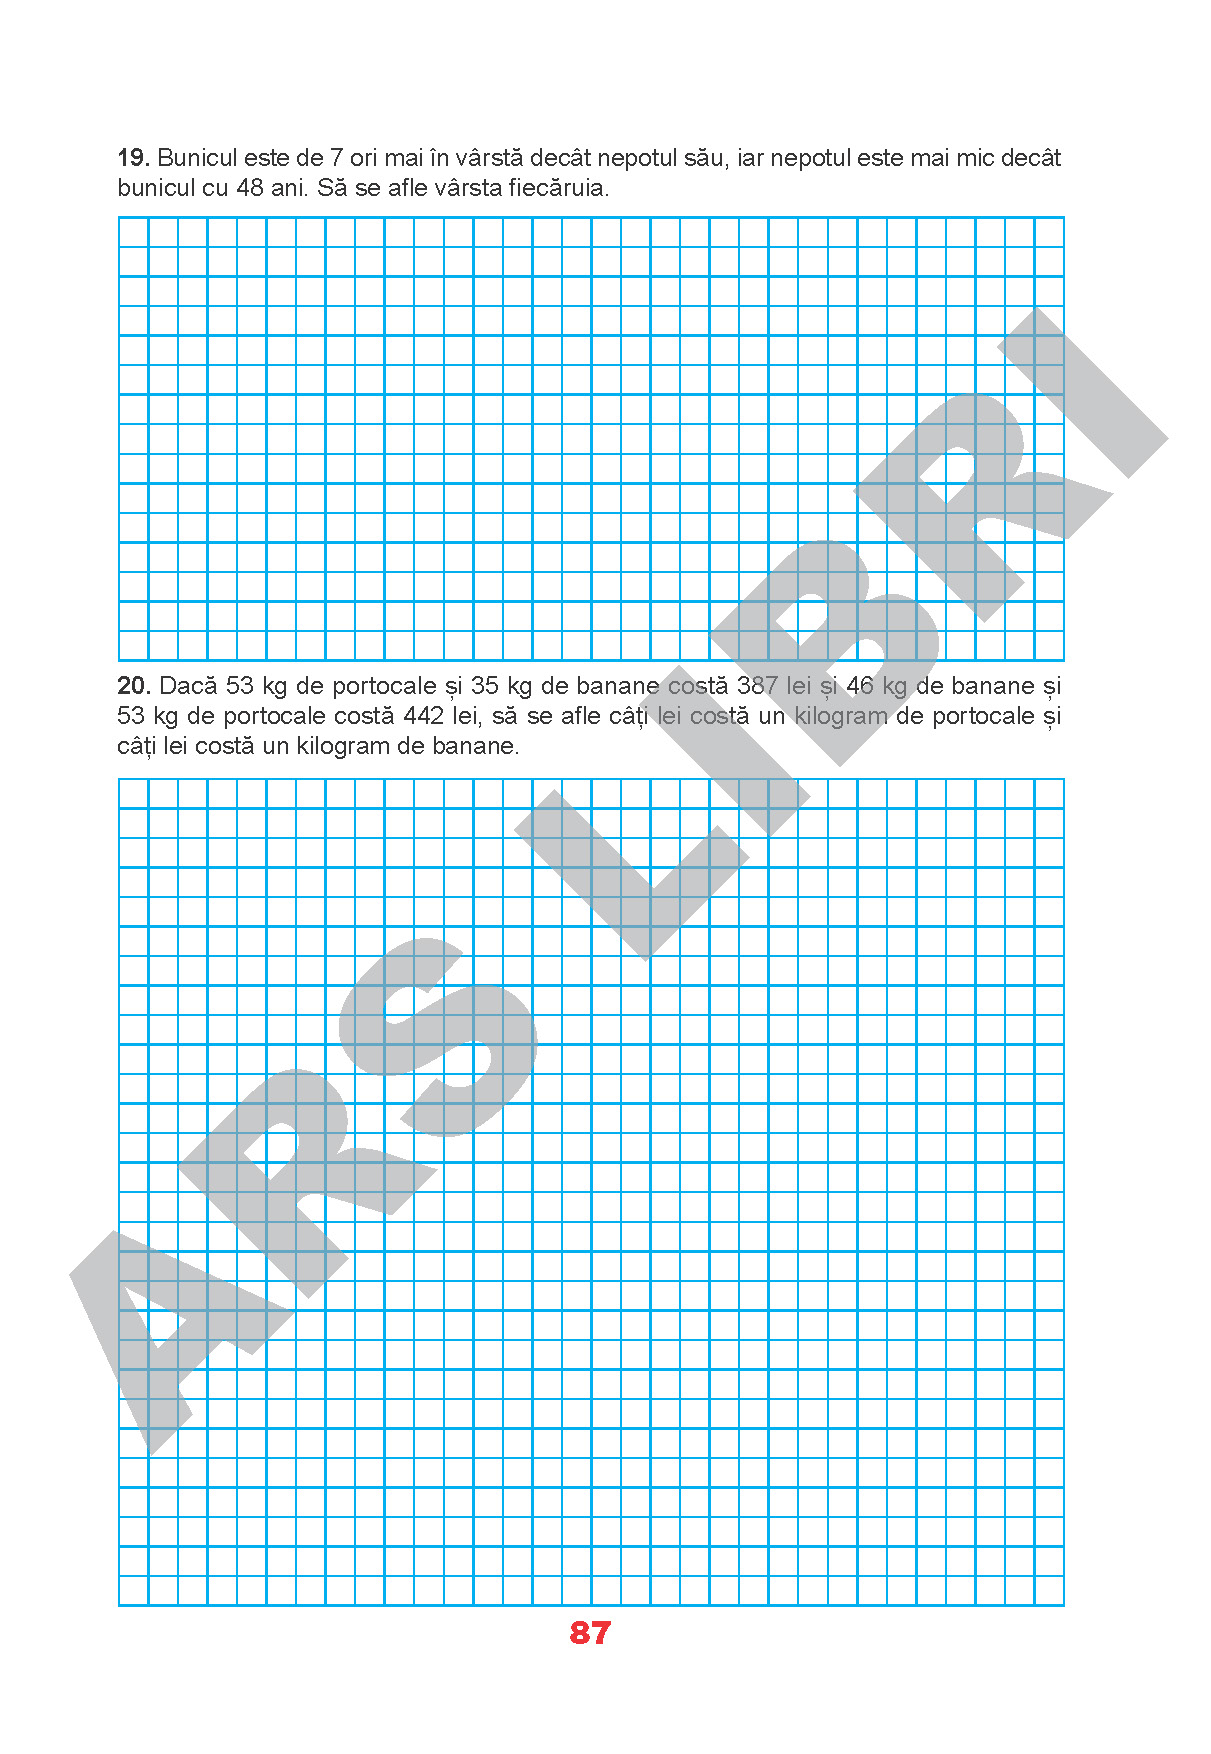 19. Bunicul este de 7 ori mai în vârstă decât nepotul său, iar nepotul este mai mic decât
bunicul cu 48 ani. Să se afle vârsta fiecăruia.
20. Dacă 53 kg de portocale și 35 kg de banane costă 387 lei și 46 kg de banane și
53 kg de portocale costă 442 lei, să se afle câți lei costă un kilogram de portocale și
câți lei costă un kilogram de banane.
ARS LIBRI
87